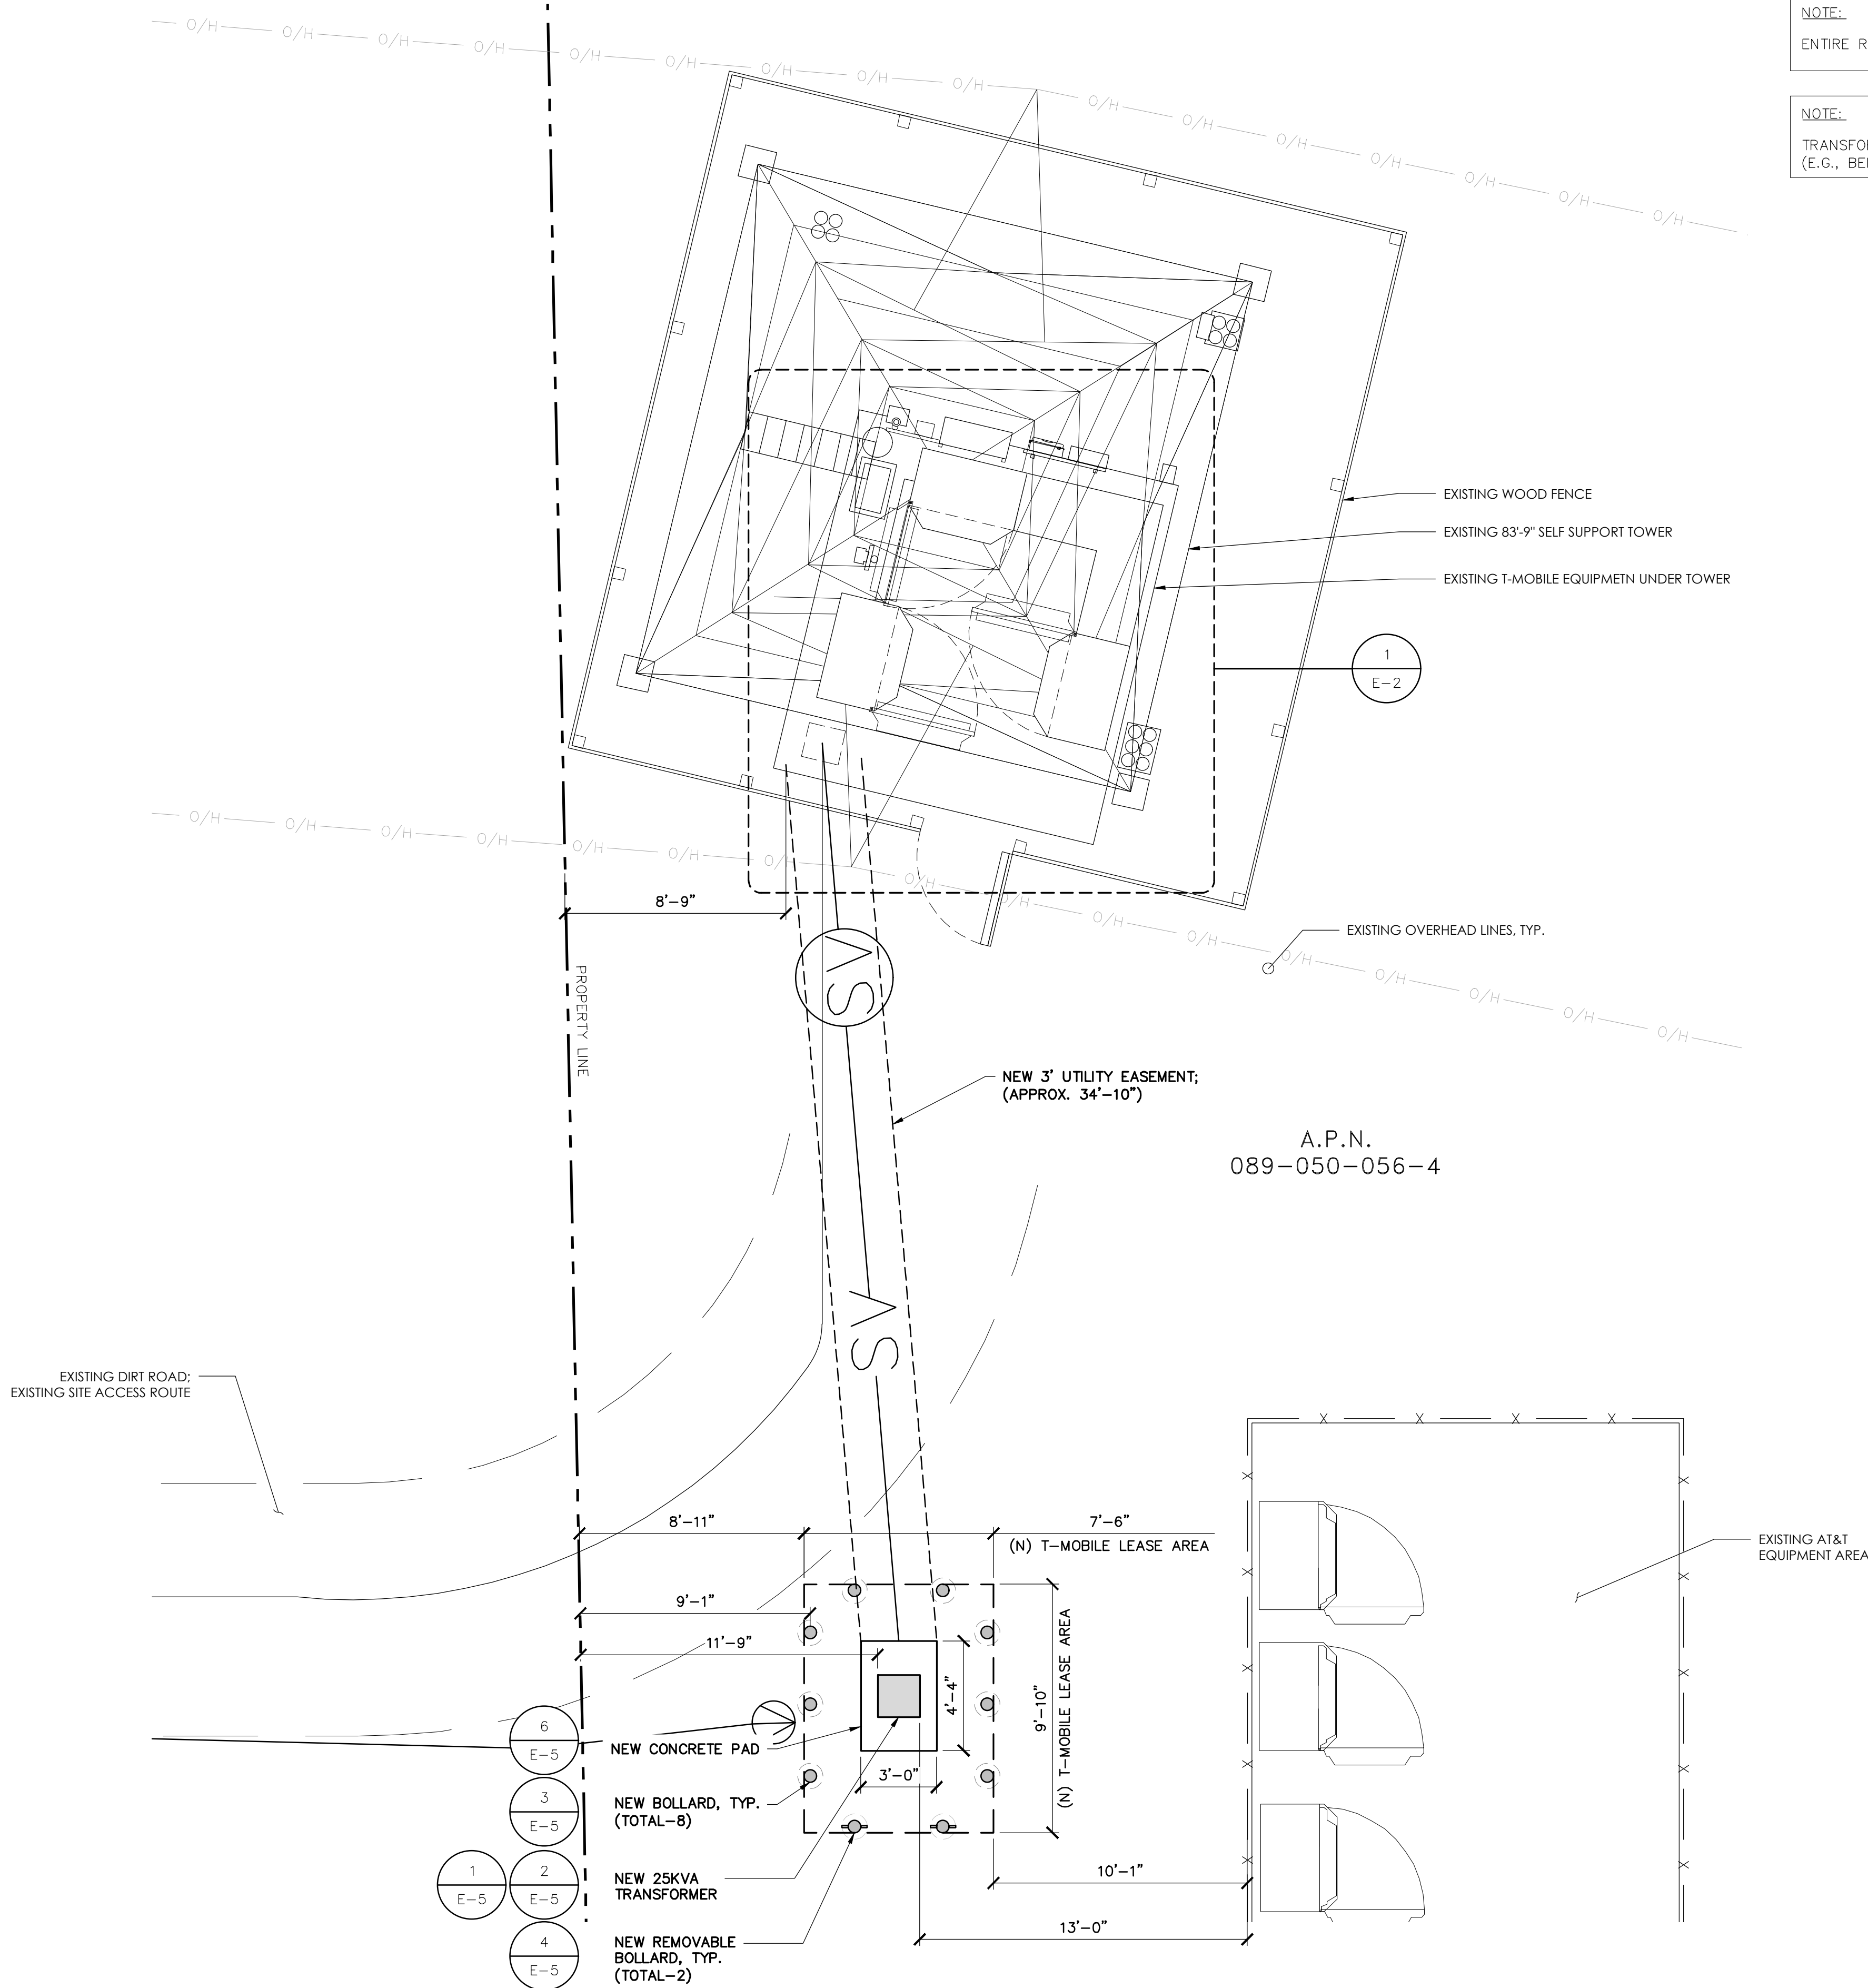 NOTE:
ENTIRE R
NOTE:
TRANSFO
(E.G., BE
O/H O/H O/H O/H O/H O/H O/H O/H O/H O/H O/H O/H O/H O/H O/H
EXISTING WOOD FENCE
EXISTING 83'-9" SELF SUPPORT TOWER
EXISTING T-MOBILE EQUIPMETN UNDER TOWER
1
E-2
O/H O/H O/H O/H O/H O/H O/H O/H O/H O/H O/H O/H O/H O/H O/H O/H
8'-9"
EXISTING OVERHEAD LINES, TYP.
PROPERTY LINE
SV
NEW 3' UTILITY EASEMENT;
(APPROX. 34'-10")
A.P.N.
089-050-056-4
SV
EXISTING DIRT ROAD;
EXISTING SITE ACCESS ROUTE
X X X X
8'-11"
7'-6"
(N) T-MOBILE LEASE AREA
EXISTING AT&T
EQUIPMENT AREA
9'-1"
11'-9"
4'-4"
9'-10"
(N) T-MOBILE LEASE AREA
6
E-5
NEW CONCRETE PAD
3'-0"
3
E-5
NEW BOLLARD, TYP.
(TOTAL-8)
1
E-5
2
E-5
NEW 25KVA
TRANSFORMER
10'-1"
13'-0"
4
E-5
NEW REMOVABLE
BOLLARD, TYP.
(TOTAL-2)